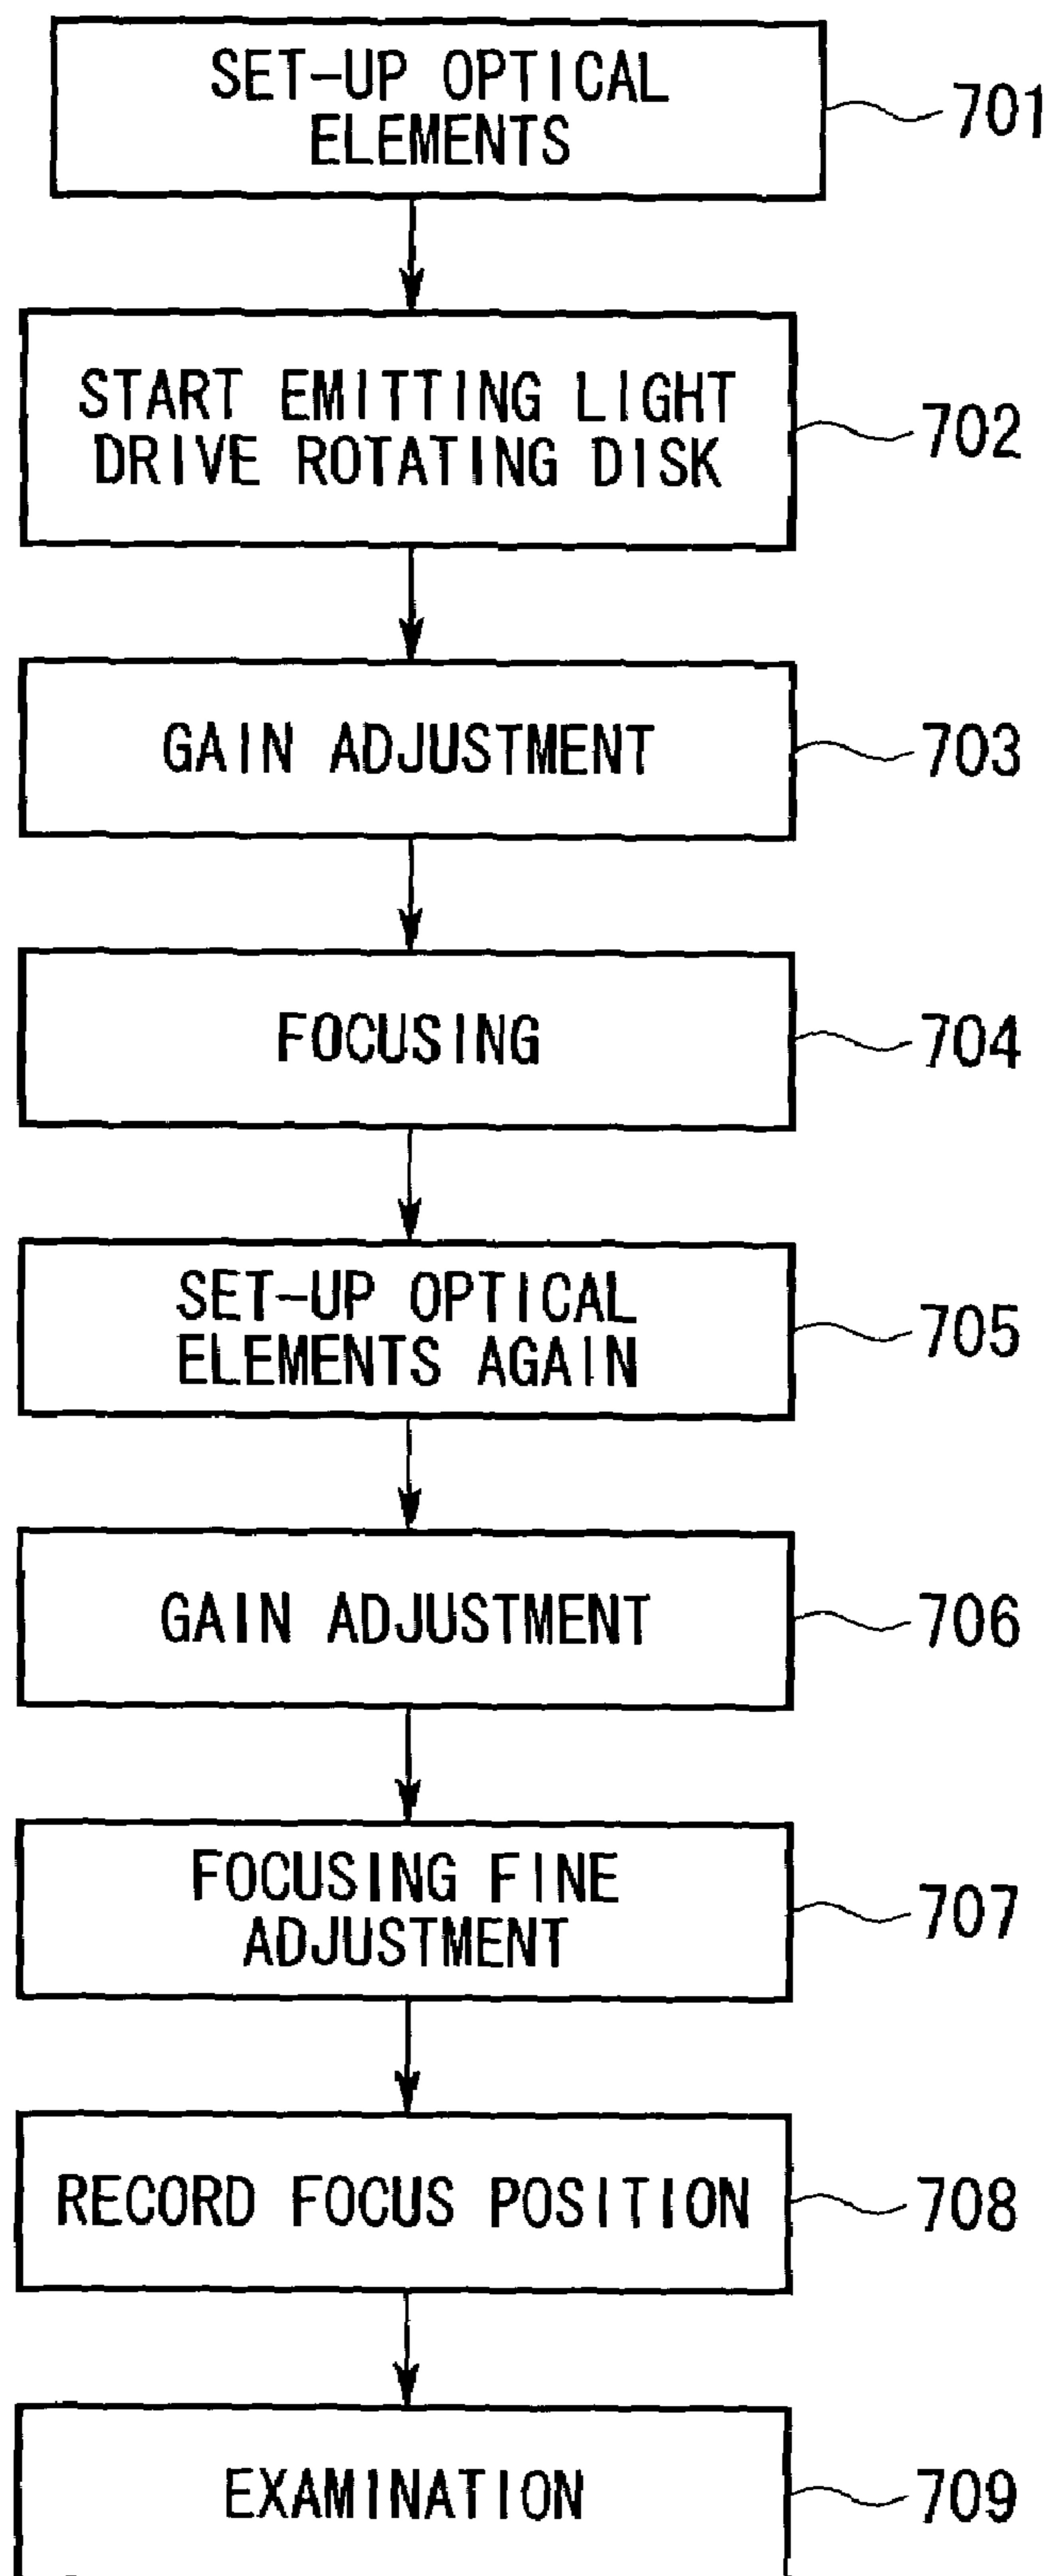 SET-UP OPTICAL
ELEMENTS
701
START EMITTING LIGHT
DRIVE ROTATING DISK
702
GAIN ADJUSTMENT
703
FOCUSING
704
SET-UP OPTICAL
ELEMENTS AGAIN
705
GAIN ADJUSTMENT
706
FOCUSING FINE
ADJUSTMENT
707
RECORD FOCUS POSITION
708
EXAMINATION
709